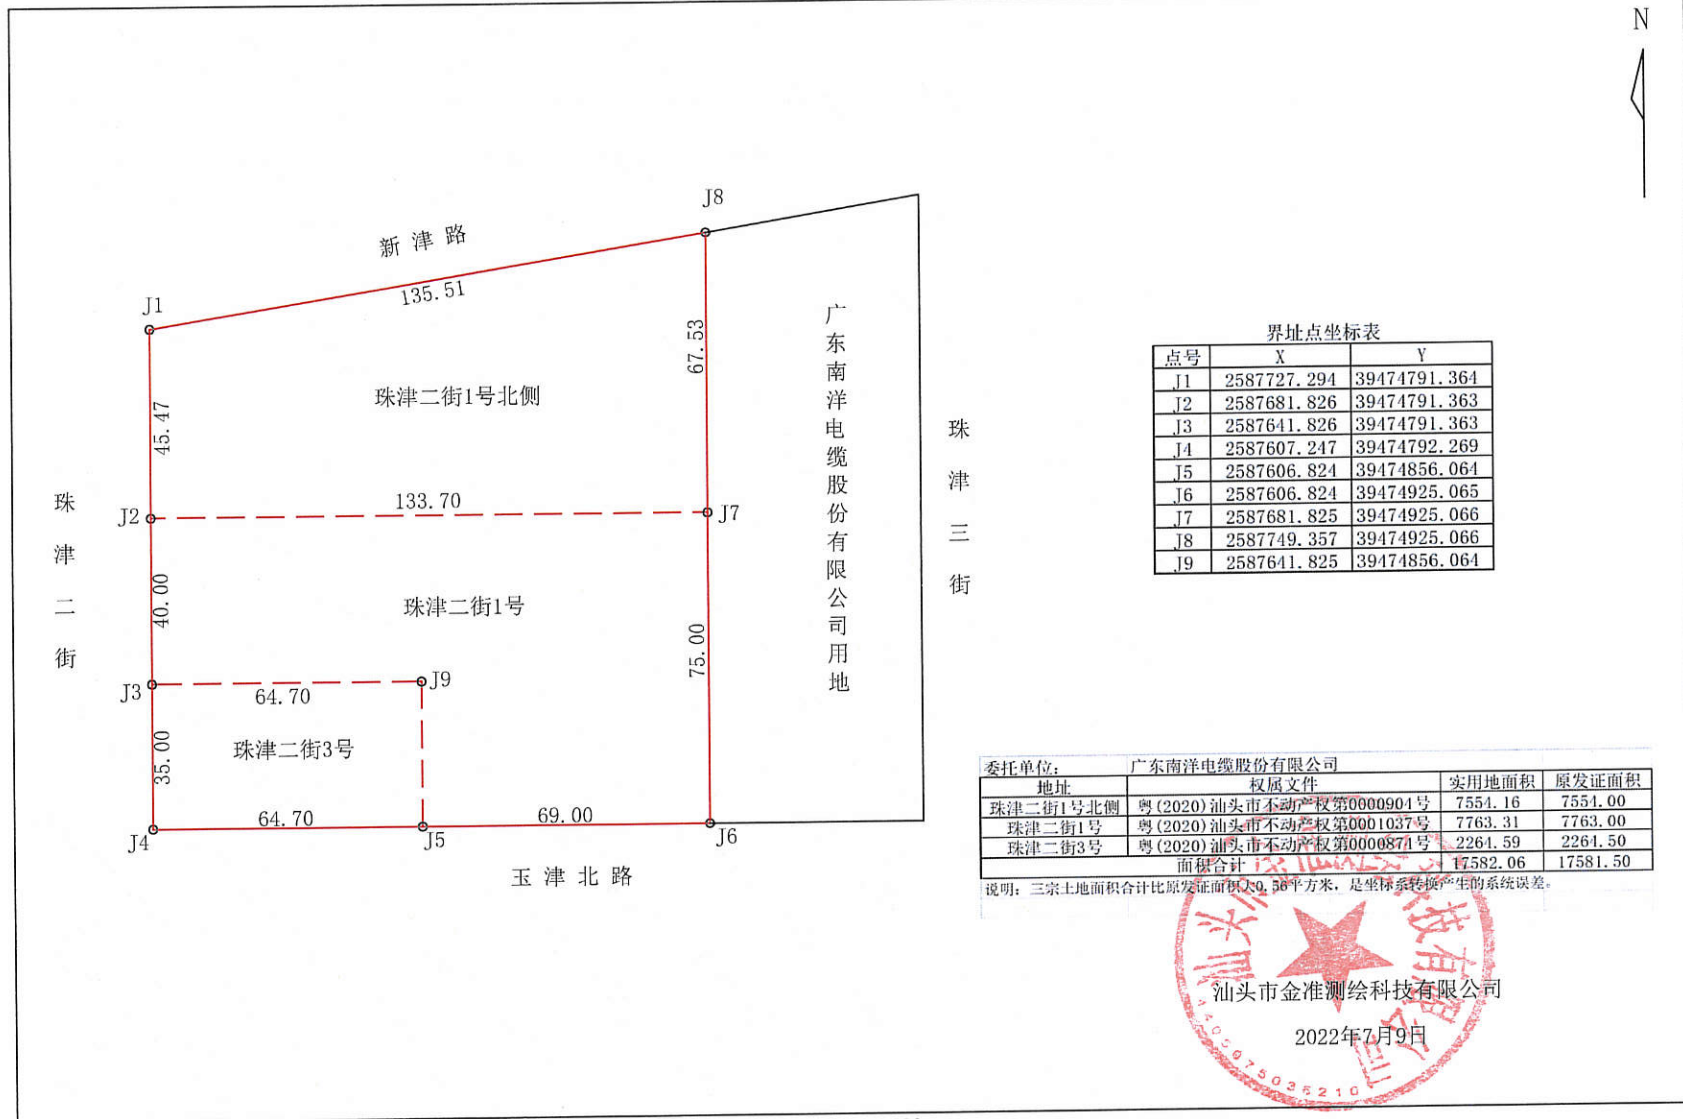 N
J8
新津路
135.51
J1
67.53
45.47
珠津二街1号北侧
广东南洋电缆股份有限公司用地
珠津三街
珠津二街
J2
133.70
J7
40.00
珠津二街1号
75.00
J3
64.70
J9
35.00
珠津二街3号
64.70
69.00
J4
J5
J6
玉津北路
界址点坐标表
点号 X Y
J1 2587727.294 39474791.364
J2 2587681.826 39474791.363
J3 2587641.826 39474791.363
J4 2587607.247 39474792.269
J5 2587606.824 39474856.064
J6 2587606.824 39474925.065
J7 2587681.825 39474925.066
J8 2587749.357 39474925.066
J9 2587641.825 39474856.064
委托单位: 广东南洋电缆股份有限公司
地址 权属文件 实用地面积 原发证面积
珠津二街1号北侧 粤(2020)汕头市不动产权第0000904号 7554.16 7554.00
珠津二街1号 粤(2020)汕头市不动产权第0001037号 7763.31 7763.00
珠津二街3号 粤(2020)汕头市不动产权第0000871号 2264.59 2264.50
面积合计 17582.06 17581.50
说明: 三宗土地面积合计比原发证面积大0.56平方米, 是坐标系转换产生的系统误差。
汕头市金准测绘科技有限公司
汕头市金准测绘科技有限公司
2022年7月9日